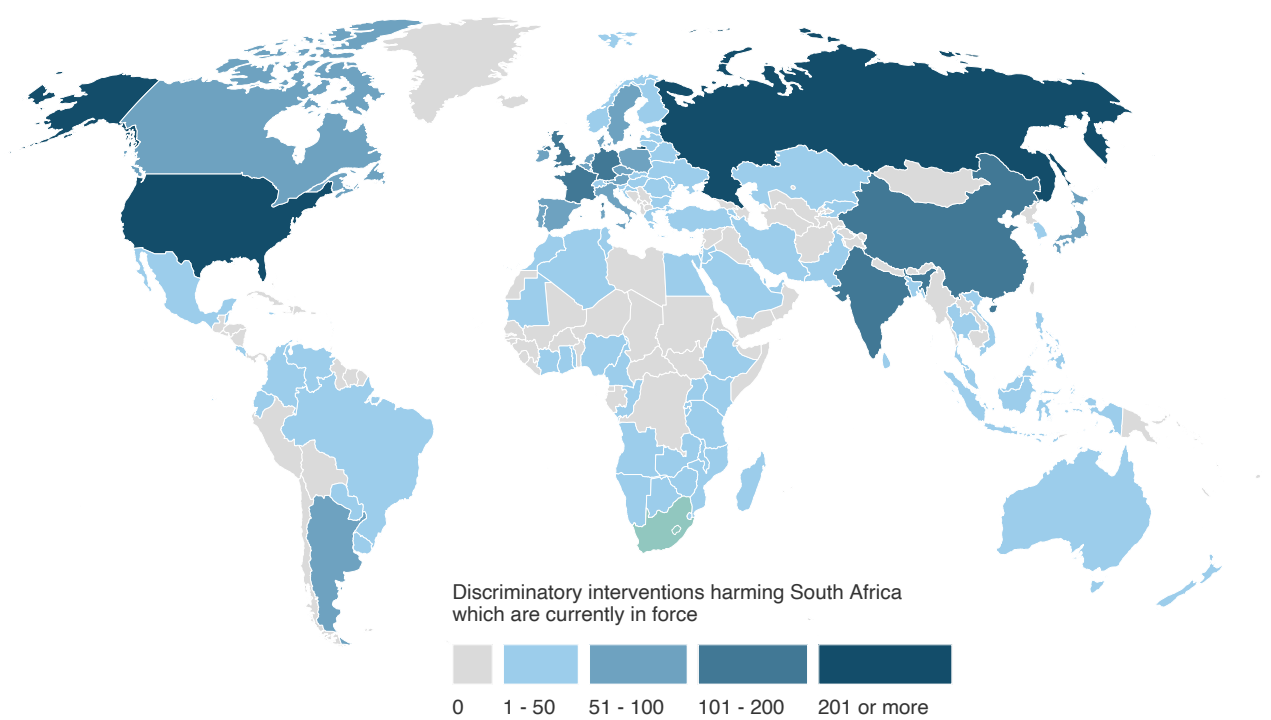 Discriminatory interventions harming South Africa
which are currently in force
0 1 - 50 51 - 100 101 - 200 201 or more